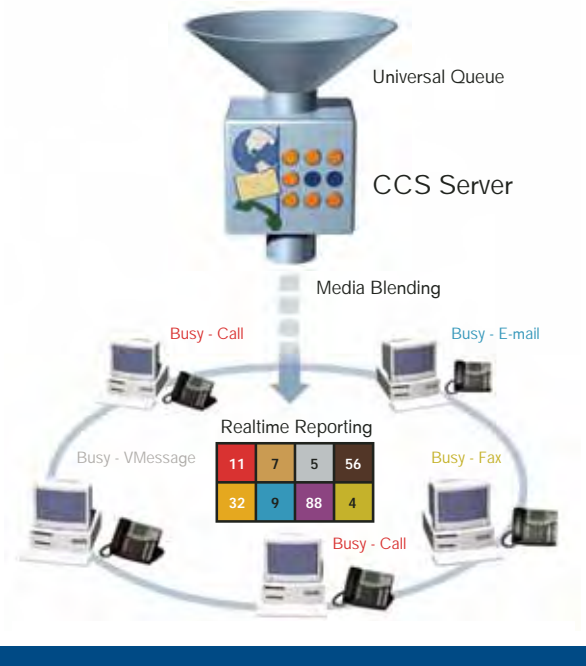 Universal Queue
CCS Server
Media Blending
Busy - Call
Busy - E-mail
Realtime Reporting
Busy - VMessage
Busy - Fax
11 7 5 56
32 9 88 4
Busy - Call